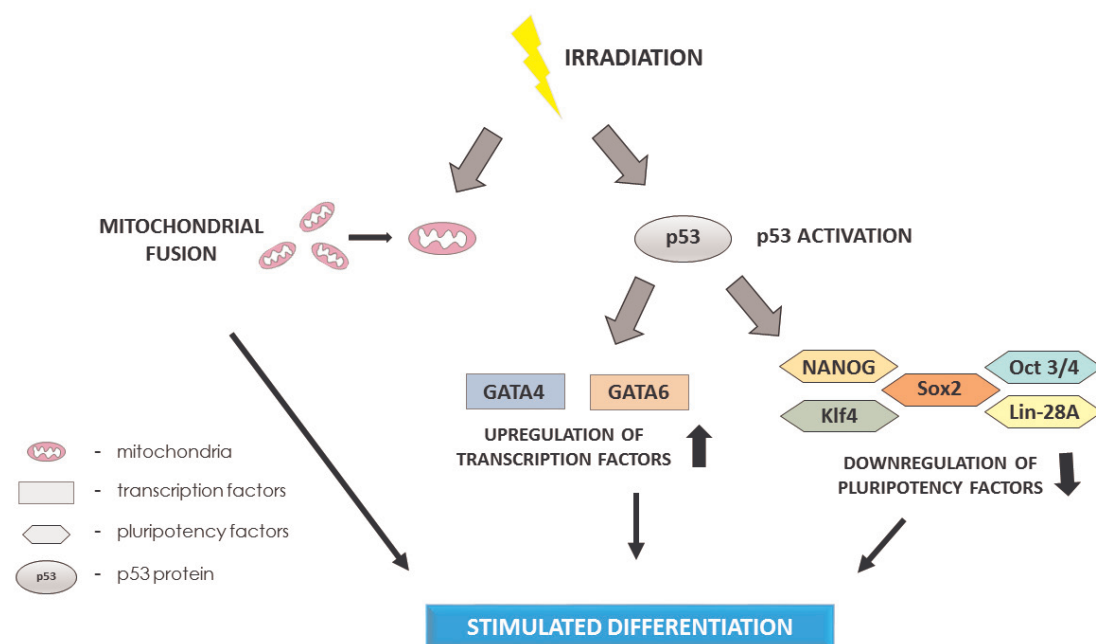 IRRADIATION
MITOCHONDRIAL
FUSION
p53
p53 ACTIVATION
GATA4
GATA6
UPREGULATION OF
TRANSCRIPTION FACTORS
NANOG
Oct 3/4
Sox2
Klf4
Lin-28A
DOWNREGULATION OF
PLURIPOTENCY FACTORS
- mitochondria
- transcription factors
- pluripotency factors
p53 - p53 protein
STIMULATED DIFFERENTIATION